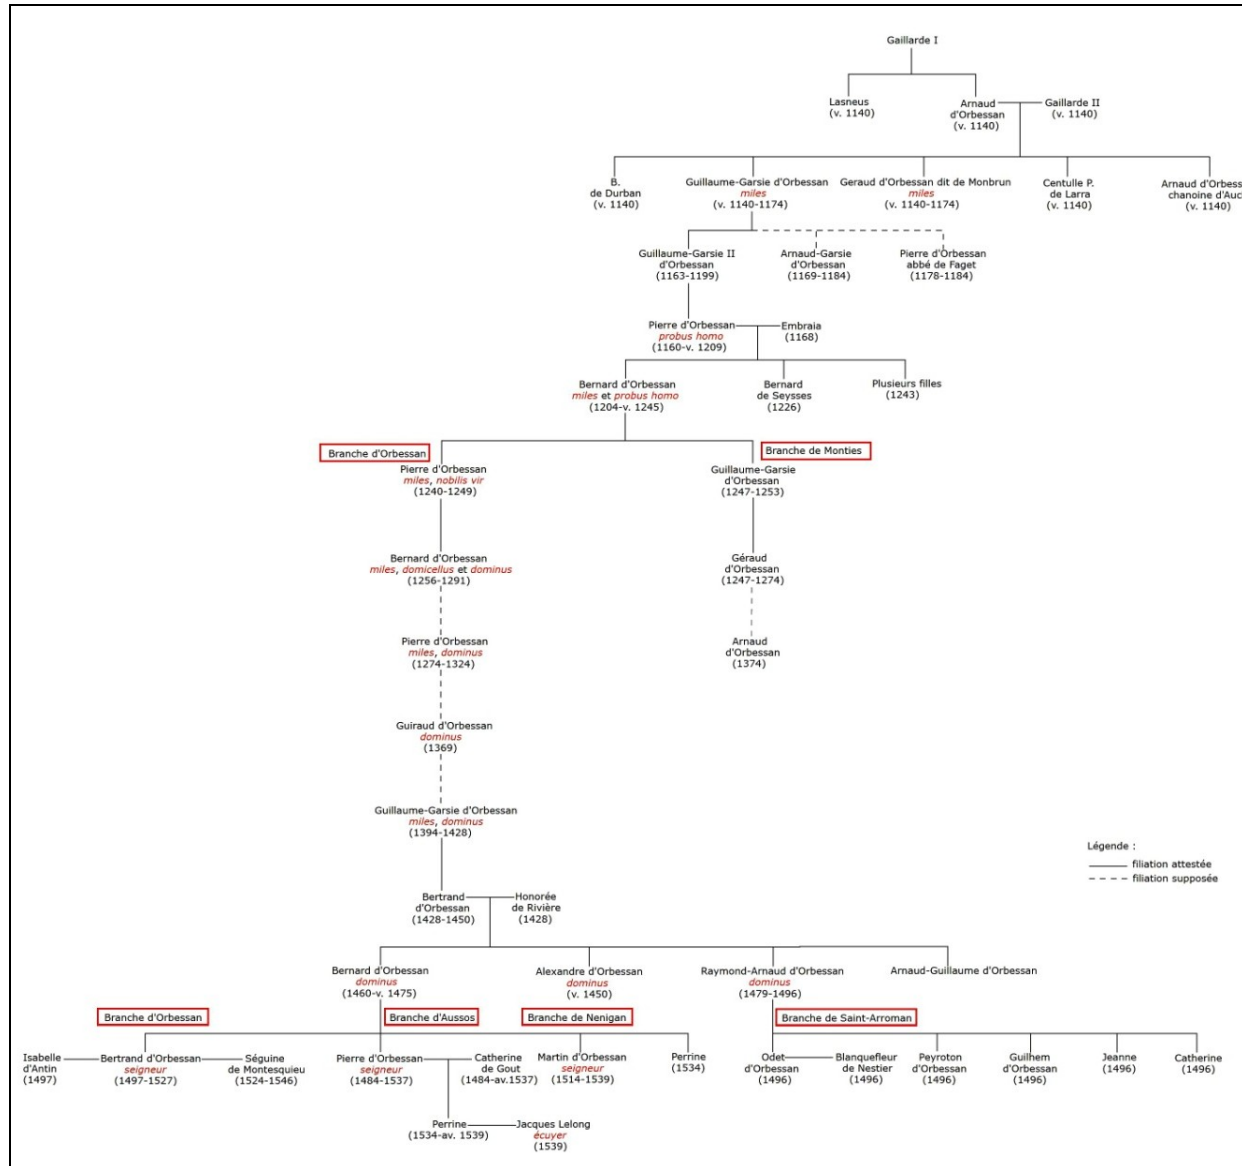 Gaillarde I
Lasneus
(v. 1140)
Arnaud
d'Orbessan
(v. 1140)
Gaillarde II
(v. 1140)
B.
de Durban
(v. 1140)
Guillaume-Garsie d'Orbessan
miles
(v. 1140-1174)
Geraud d'Orbessan dit de Monbrun
miles
(v. 1140-1174)
Centulle P.
de Larra
(v. 1140)
Arnaud d'Orbess
chanoine d'Auc
(v. 1140)
Guillaume-Garsie II
d'Orbessan
(1163-1199)
Arnaud-Garsie
d'Orbessan
(1169-1184)
Pierre d'Orbessan
abbé de Faget
(1178-1184)
Pierre d'Orbessan
probus homo
(1160-v. 1209)
Embraia
(1168)
Bernard d'Orbessan
miles et probus homo
(1204-v. 1245)
Bernard
de Seysses
(1226)
Plusieurs filles
(1243)
Branche d'Orbessan
Branche de Monties
Pierre d'Orbessan
miles, nobilis vir
(1240-1249)
Guillaume-Garsie
d'Orbessan
(1247-1253)
Bernard d'Orbessan
miles, domicellus et dominus
(1256-1291)
Géraud
d'Orbessan
(1247-1274)
Pierre d'Orbessan
miles, dominus
(1274-1324)
Arnaud
d'Orbessan
(1374)
Guiraud d'Orbessan
dominus
(1369)
Guillaume-Garsie d'Orbessan
miles, dominus
(1394-1428)
Légende :
filiation attestée
filiation supposée
Bertrand
d'Orbessan
(1428-1450)
Honorée
de Rivière
(1428)
Bernard d'Orbessan
dominus
(1460-v. 1475)
Alexandre d'Orbessan
dominus
(v. 1450)
Raymond-Arnaud d'Orbessan
dominus
(1479-1496)
Arnaud-Guillaume d'Orbessan
Branche d'Orbessan
Branche d'Aussos
Branche de Nenigan
Branche de Saint-Arroman
Isabelle
d'Antin
(1497)
Bertrand d'Orbessan
seigneur
(1497-1527)
Séguine
de Montesquieu
(1524-1546)
Pierre d'Orbessan
seigneur
(1484-1537)
Catherine
de Gout
(1484-av.1537)
Martin d'Orbessan
seigneur
(1514-1539)
Perrine
(1534)
Odet
d'Orbessan
(1496)
Blanquefleur
de Nestier
(1496)
Peyroton
d'Orbessan
(1496)
Guilhem
d'Orbessan
(1496)
Jeanne
(1496)
Catherine
(1496)
Perrine
(1534-av. 1539)
Jacques Lelong
écuyer
(1539)